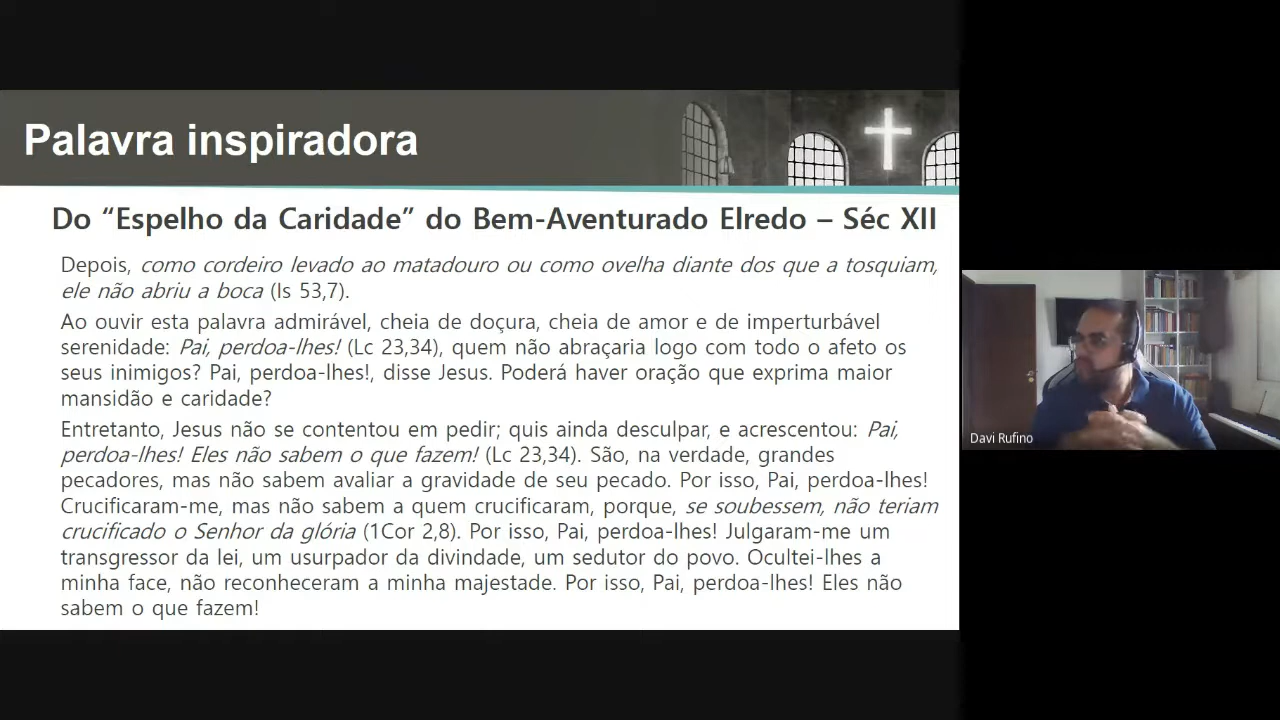 Palavra inspiradora
Do “Espelho da Caridade” do Bem-Aventurado Elredo – Séc XII
Depois, como cordeiro levado ao matadouro ou como ovelha diante dos que a tosquiam,
ele não abriu a boca (Is 53,7).
Ao ouvir esta palavra admirável, cheia de doçura, cheia de amor e de imperturbável
serenidade: Pai, perdoa-lhes! (Lc 23,34), quem não abraçaria logo com todo o afeto os
seus inimigos? Pai, perdoa-lhes!, disse Jesus. Poderá haver oração que exprima maior
mansidão e caridade?
Entretanto, Jesus não se contentou em pedir; quis ainda desculpar, e acrescentou: Pai,
perdoa-lhes! Eles não sabem o que fazem! (Lc 23,34). São, na verdade, grandes
pecadores, mas não sabem avaliar a gravidade de seu pecado. Por isso, Pai, perdoa-lhes!
Crucificaram-me, mas não sabem a quem crucificaram, porque, se soubessem, não teriam
crucificado o Senhor da glória (1Cor 2,8). Por isso, Pai, perdoa-lhes! Julgaram-me um
transgressor da lei, um usurpador da divindade, um sedutor do povo. Ocultei-lhes a
minha face, não reconheceram a minha majestade. Por isso, Pai, perdoa-lhes! Eles não
sabem o que fazem!
Davi Rufino